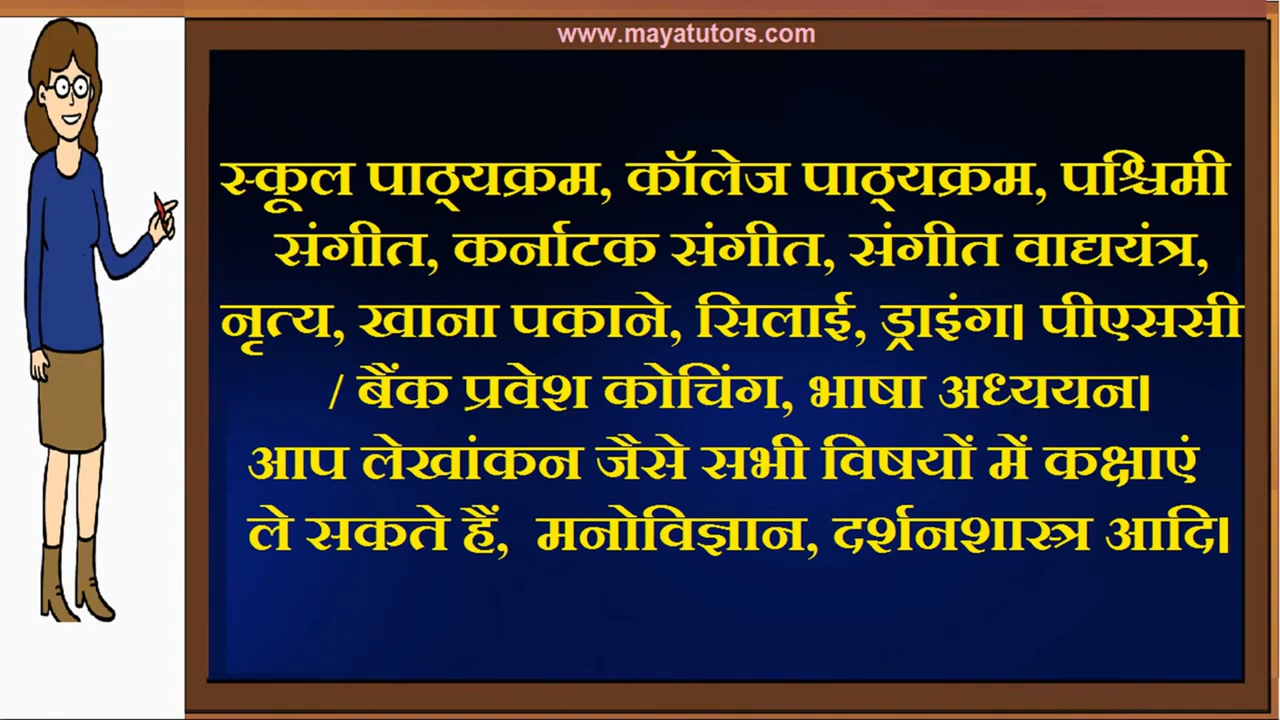 www.mayatutors.com
स्कूल पाठ्यक्रम, कॉलेज पाठ्यक्रम, पश्चिमी
संगीत, कर्नाटक संगीत, संगीत वाद्ययंत्र,
नृत्य, खाना पकाने, सिलाई, ड्राइंग। पीएससी
/ बैंक प्रवेश कोचिंग, भाषा अध्ययन।
आप लेखांकन जैसे सभी विषयों में कक्षाएं
ले सकते हैं, मनोविज्ञान, दर्शनशास्त्र आदि।